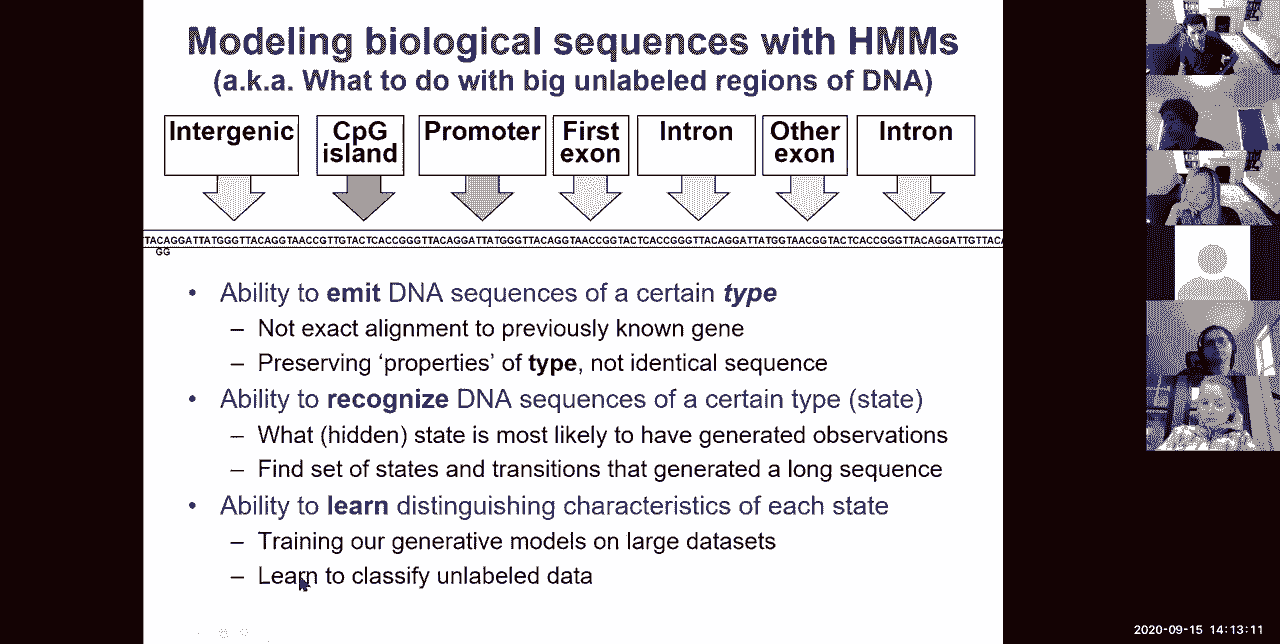 Modeling biological sequences with HMMs
(a.k.a. What to do with big unlabeled regions of DNA)
Intergenic
CpG
island
Promoter
First
exon
Intron
Other
exon
Intron
TACAGGATTATGGGTTACAGGTAACCGTTGTACTCACCGGGTTACAGGATTATGGGTTACAGGTAACCGGTACTCACCGGGTTACAGGATTATGGTAACGGTACTCACCGGGTTACAGGATTGTTACA
GG
• Ability to emit DNA sequences of a certain type
– Not exact alignment to previously known gene
– Preserving ‘properties’ of type, not identical sequence
• Ability to recognize DNA sequences of a certain type (state)
– What (hidden) state is most likely to have generated observations
– Find set of states and transitions that generated a long sequence
• Ability to learn distinguishing characteristics of each state
– Training our generative models on large datasets
– Learn to classify unlabeled data
2020-09-15 14:13:11